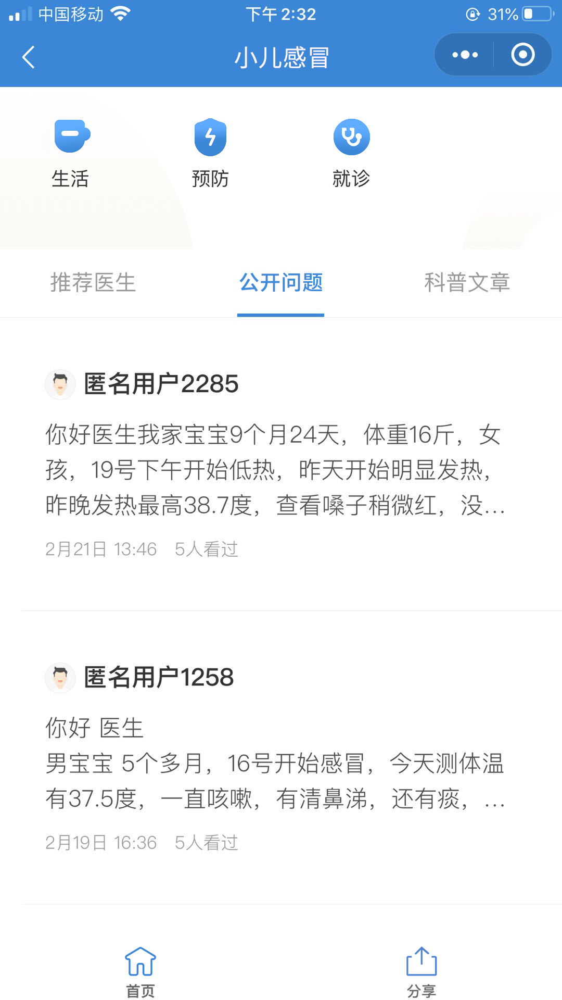 中国移动 下午 2:32 31%
小儿感冒
生活 预防 就诊
推荐医生 公开问题 科普文章
匿名用户2285
你好医生我家宝宝9个月24天，体重16斤，女
孩，19号下午开始低热，昨天开始明显发热，
昨晚发热最高38.7度，查看嗓子稍微红，没...
2月21日 13:46 5人看过
匿名用户1258
你好 医生
男宝宝 5个多月，16号开始感冒，今天测体温
有37.5度，一直咳嗽，有清鼻涕，还有痰，...
2月19日 16:36 5人看过
首页 分享